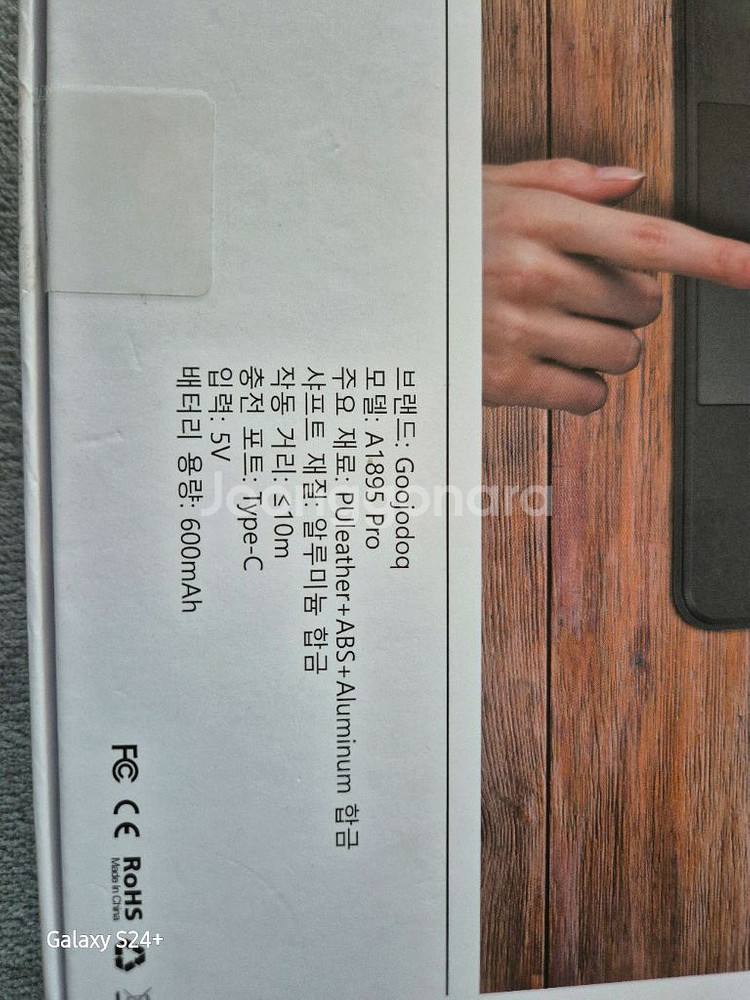 브랜드: Goojodoq
모델: A1895 Pro
주요 재료: PUleather+ABS+Aluminum 합금
샤프트 재질: 알루미늄 합금
작동 거리: ≤10m
충전 포트: Type-C
입력: 5V
배터리 용량: 600mAh
FC CE RoHS
Made In China
Joonggonara
Galaxy S24+